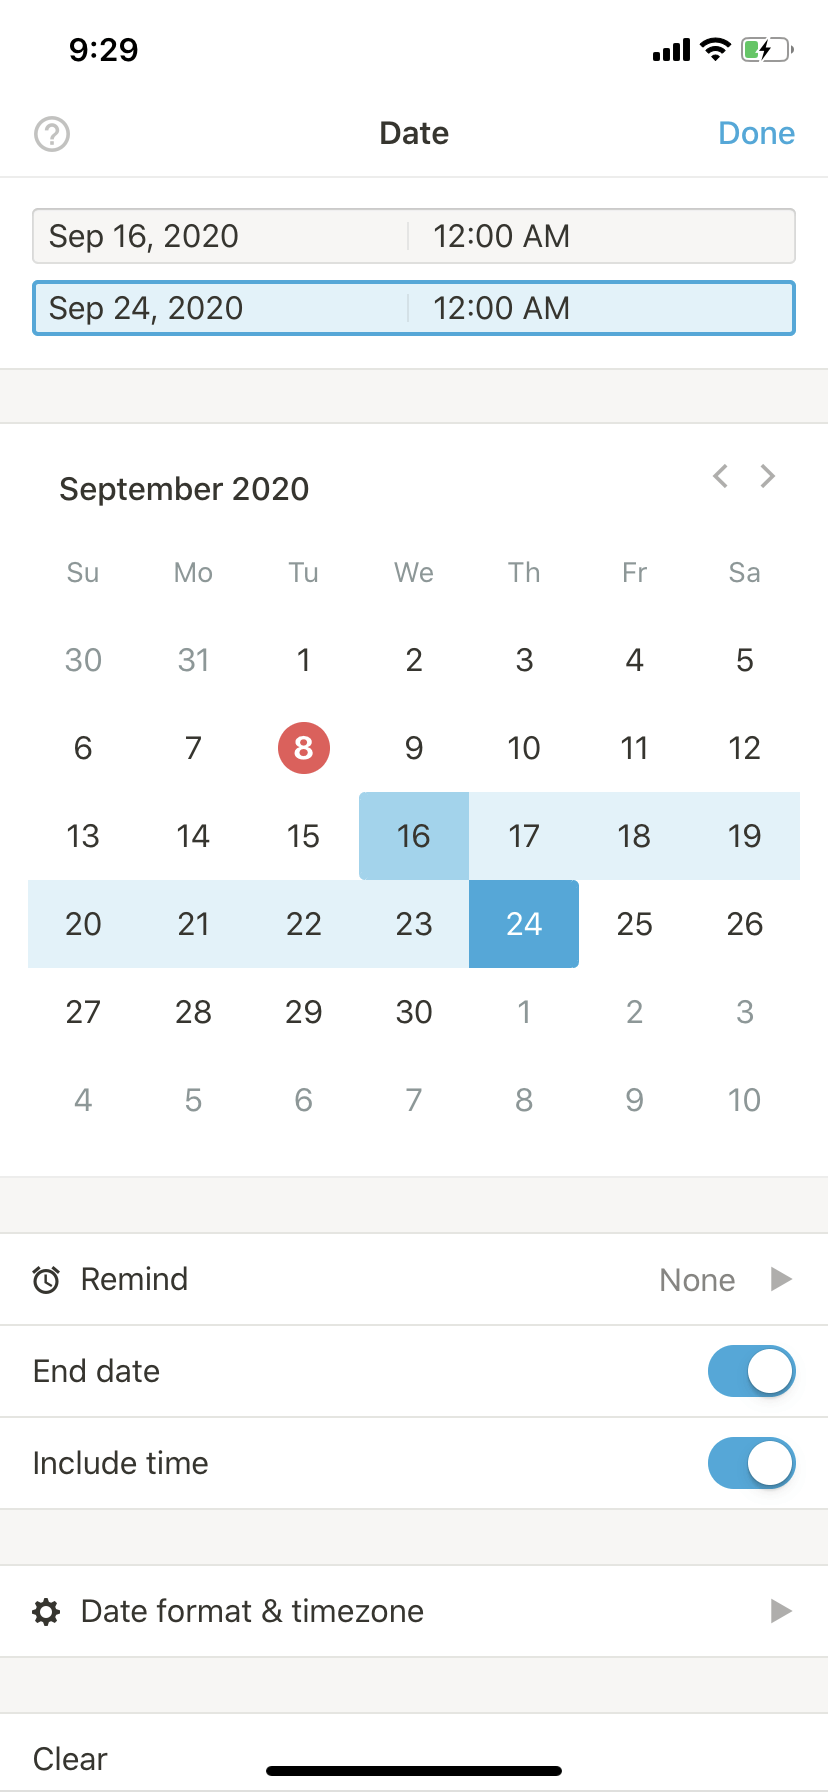 9:29
Date Done
Sep 16, 2020 12:00 AM
Sep 24, 2020 12:00 AM
September 2020
Su Mo Tu We Th Fr Sa
30 31 1 2 3 4 5
6 7 8 9 10 11 12
13 14 15 16 17 18 19
20 21 22 23 24 25 26
27 28 29 30 1 2 3
4 5 6 7 8 9 10
Remind None
End date
Include time
Date format & timezone
Clear